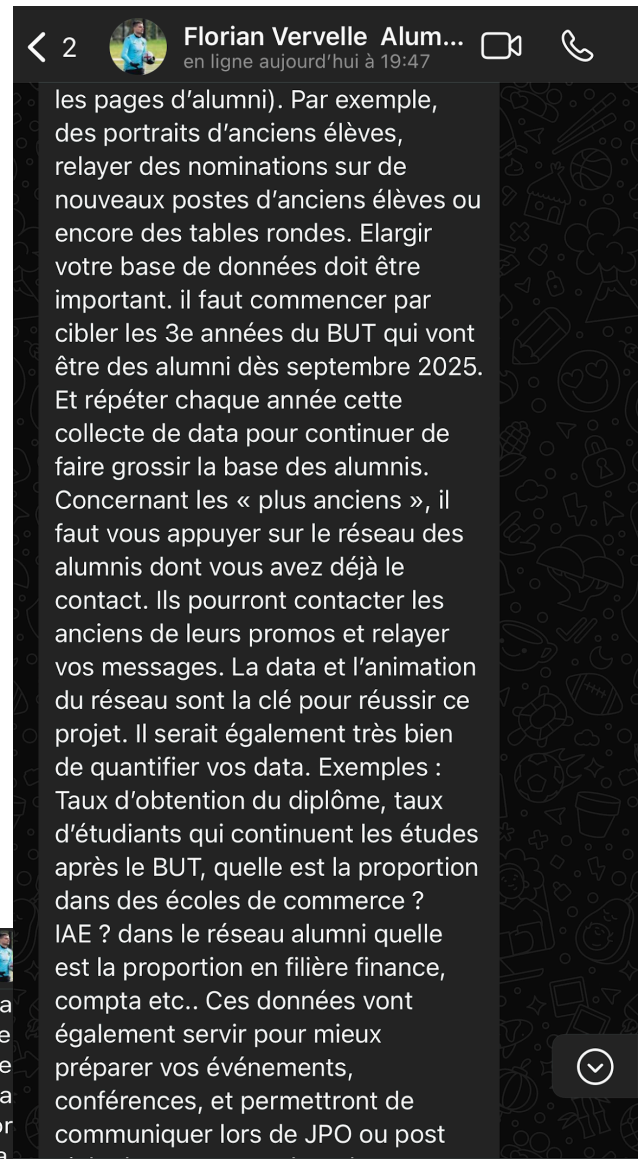 2
Florian Vervelle Alum...
en ligne aujourd'hui à 19:47
les pages d'alumni). Par exemple,
des portraits d'anciens élèves,
relayer des nominations sur de
nouveaux postes d'anciens élèves ou
encore des tables rondes. Elargir
votre base de données doit être
important. il faut commencer par
cibler les 3e années du BUT qui vont
être des alumni dès septembre 2025.
Et répéter chaque année cette
collecte de data pour continuer de
faire grossir la base des alumnis.
Concernant les « plus anciens », il
faut vous appuyer sur le réseau des
alumnis dont vous avez déjà le
contact. Ils pourront contacter les
anciens de leurs promos et relayer
vos messages. La data et l'animation
du réseau sont la clé pour réussir ce
projet. Il serait également très bien
de quantifier vos data. Exemples :
Taux d'obtention du diplôme, taux
d'étudiants qui continuent les études
après le BUT, quelle est la proportion
dans des écoles de commerce ?
IAE ? dans le réseau alumni quelle
est la proportion en filière finance,
compta etc.. Ces données vont
également servir pour mieux
préparer vos événements,
conférences, et permettront de
communiquer lors de JPO ou post